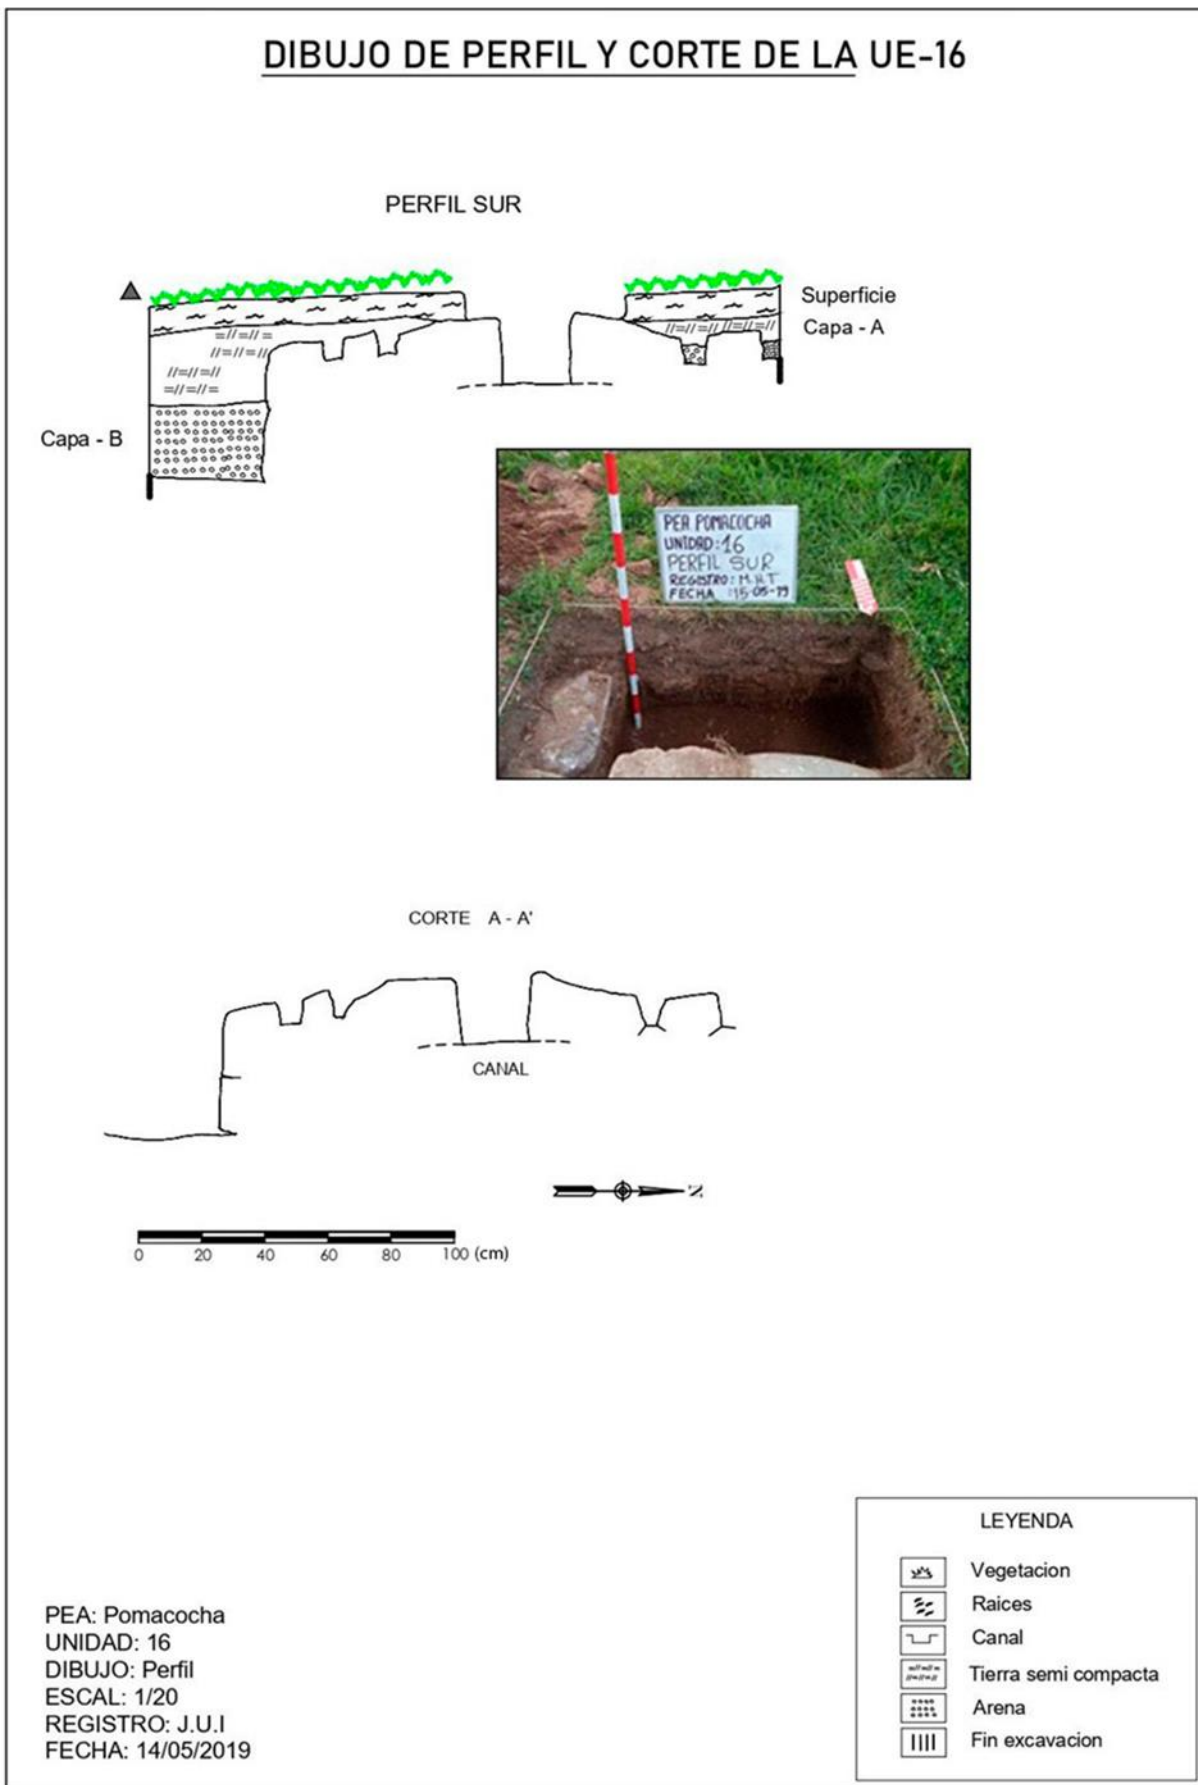 DIBUJO DE PERFIL Y CORTE DE LA UE-16
PERFIL SUR
Superficie
Capa - A
Capa - B
PEA POMACOCHA
UNIDAD: 16
PERFIL SUR
REGISTRO: M.H.T
FECHA :15-05-19
CORTE A - A'
CANAL
N
0 20 40 60 80 100 (cm)
LEYENDA
Vegetacion
Raices
Canal
Tierra semi compacta
Arena
Fin excavacion
PEA: Pomacocha
UNIDAD: 16
DIBUJO: Perfil
ESCAL: 1/20
REGISTRO: J.U.I
FECHA: 14/05/2019